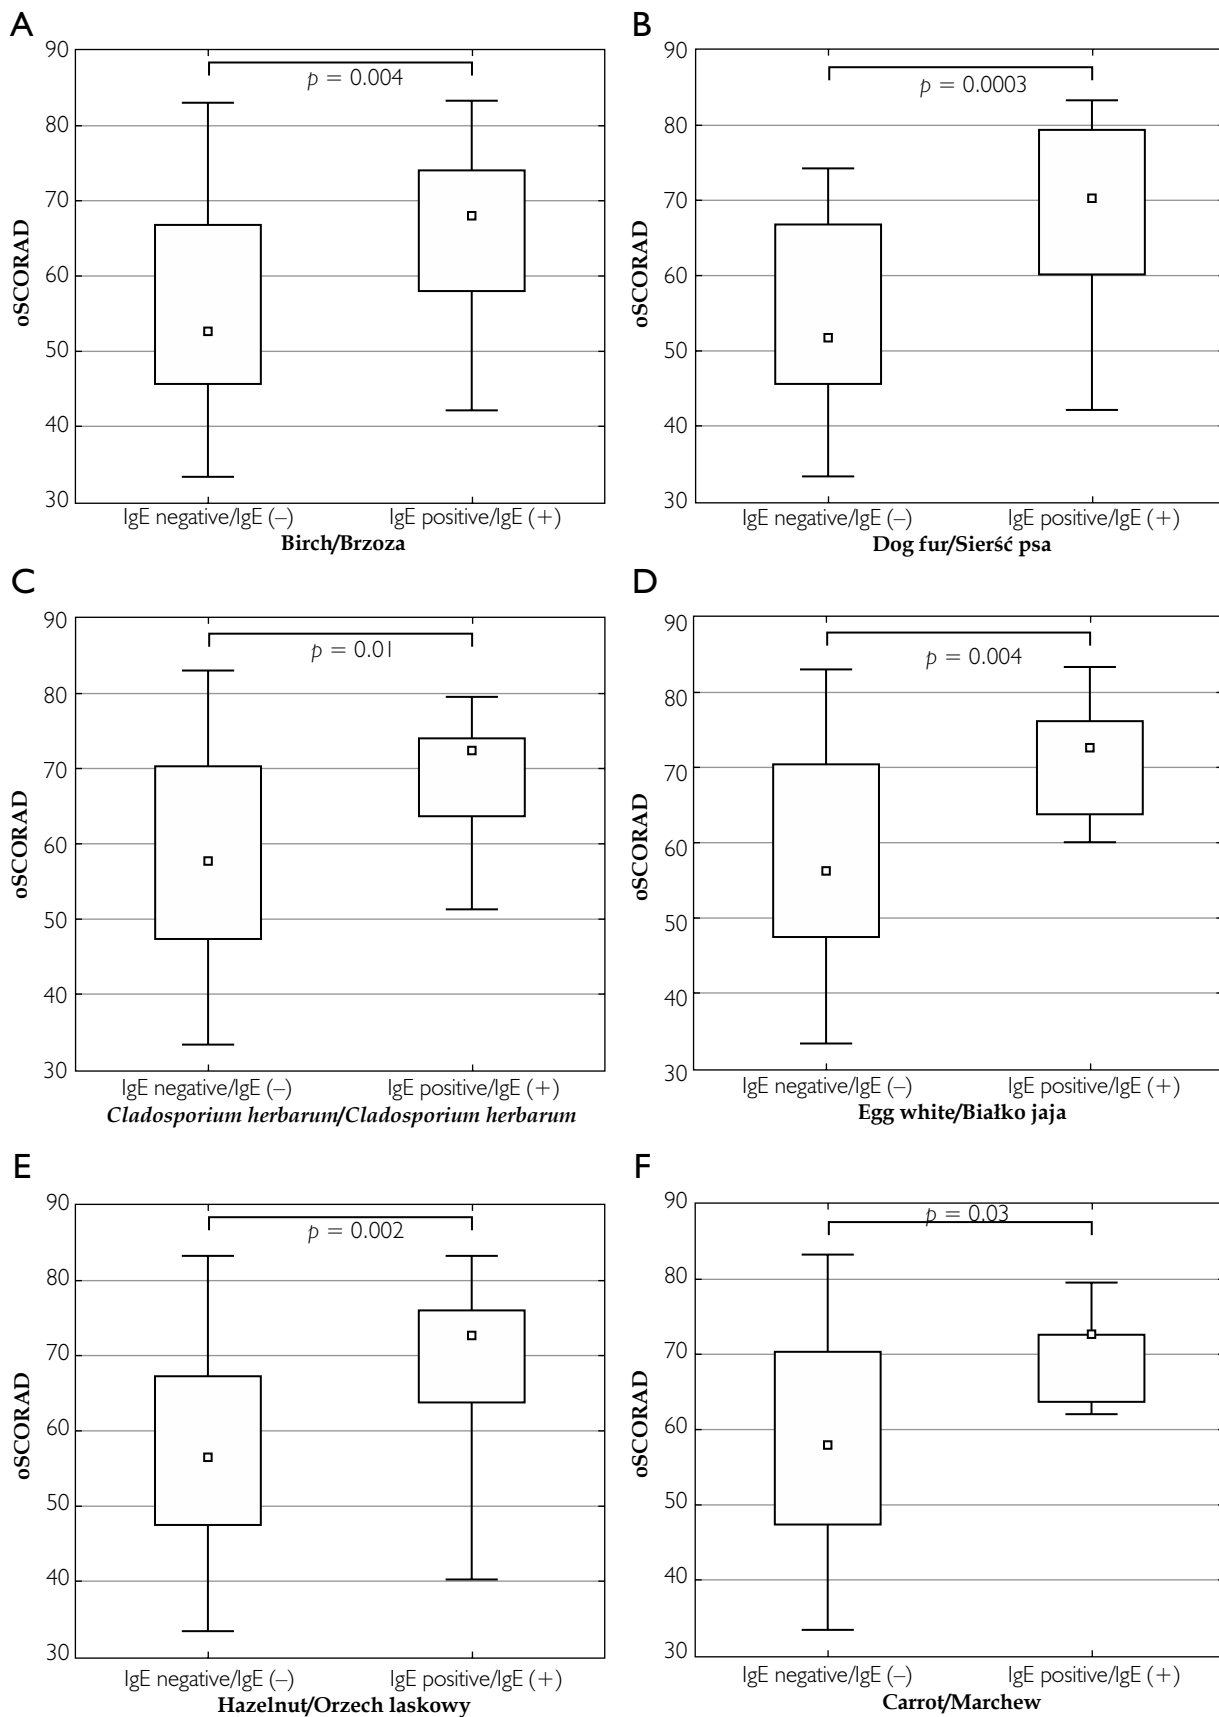 A
90
80
70
60
50
40
30
oSCORAD
p = 0.004
IgE negative/IgE (–) IgE positive/IgE (+)
Birch/Brzoza
B
90
80
70
60
50
40
30
oSCORAD
p = 0.0003
IgE negative/IgE (–) IgE positive/IgE (+)
Dog fur/Sierść psa
C
90
80
70
60
50
40
30
oSCORAD
p = 0.01
IgE negative/IgE (–) IgE positive/IgE (+)
Cladosporium herbarum/Cladosporium herbarum
D
90
80
70
60
50
40
30
oSCORAD
p = 0.004
IgE negative/IgE (–) IgE positive/IgE (+)
Egg white/Białko jaja
E
90
80
70
60
50
40
30
oSCORAD
p = 0.002
IgE negative/IgE (–) IgE positive/IgE (+)
Hazelnut/Orzech laskowy
F
90
80
70
60
50
40
30
oSCORAD
p = 0.03
IgE negative/IgE (–) IgE positive/IgE (+)
Carrot/Marchew